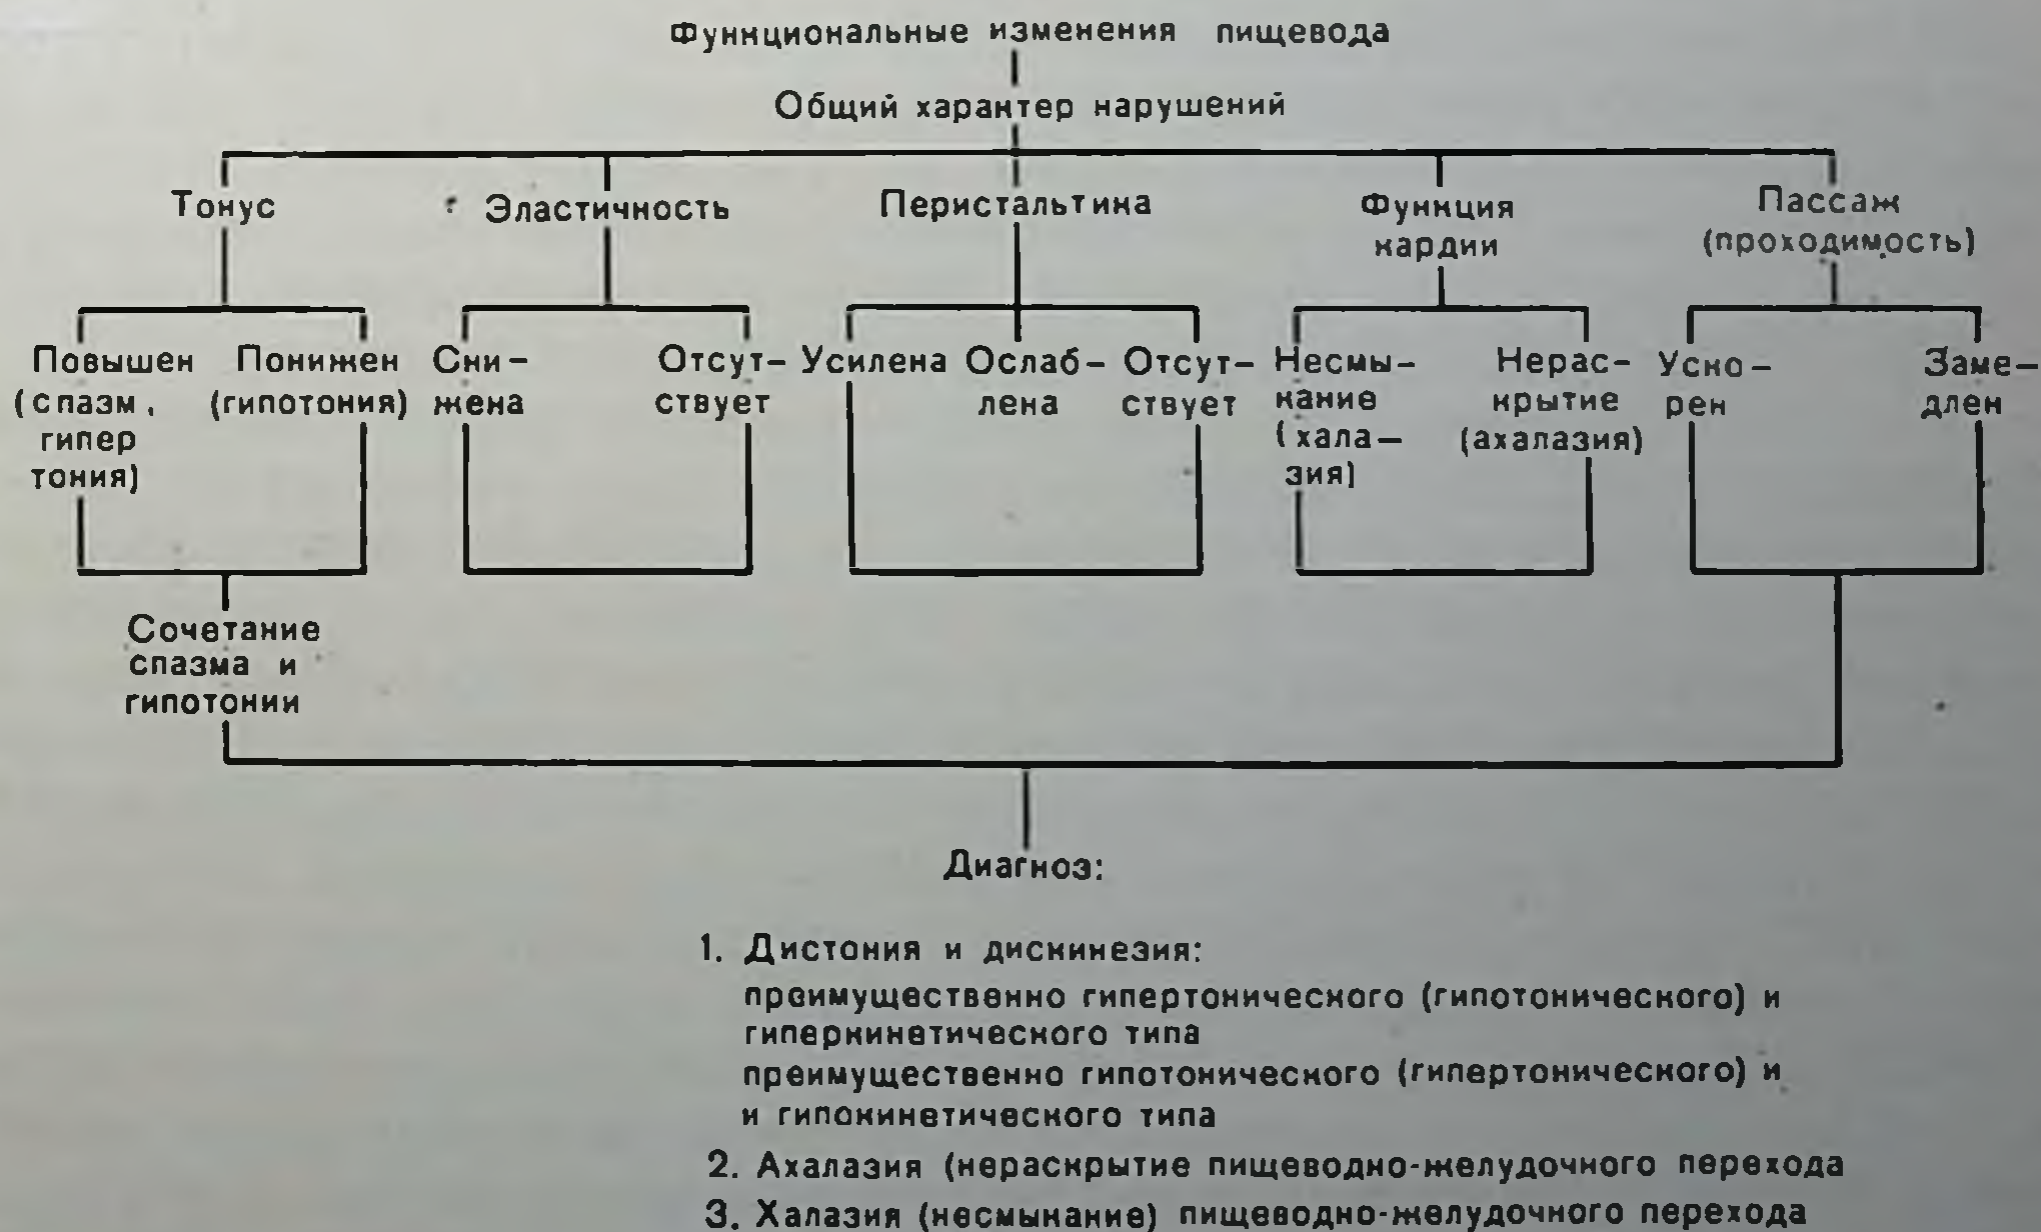 Функциональные изменения пищевода
Общий характер нарушений
Тонус
Эластичность
Перистальтика
Функция
кардии
Пассаж
(проходимость)
Повышен
(спазм,
гипер
тония)
Понижен
(гипотония)
Сни–
жена
Отсут–
ствует
Усилена
Ослаб–
лена
Отсут–
ствует
Несмы–
кание
(хала–
зия)
Нерас–
крытие
(ахалазия)
Уско–
рен
Заме–
длен
Сочетание
спазма и
гипотонии
Диагноз:
1. Дистония и дискинезия:
преимущественно гипертонического (гипотонического) и
гиперкинетического типа
преимущественно гипотонического (гипертонического) и
и гипокинетического типа
2. Ахалазия (нераскрытие пищеводно-желудочного перехода
3. Халазия (несмыкание) пищеводно-желудочного перехода